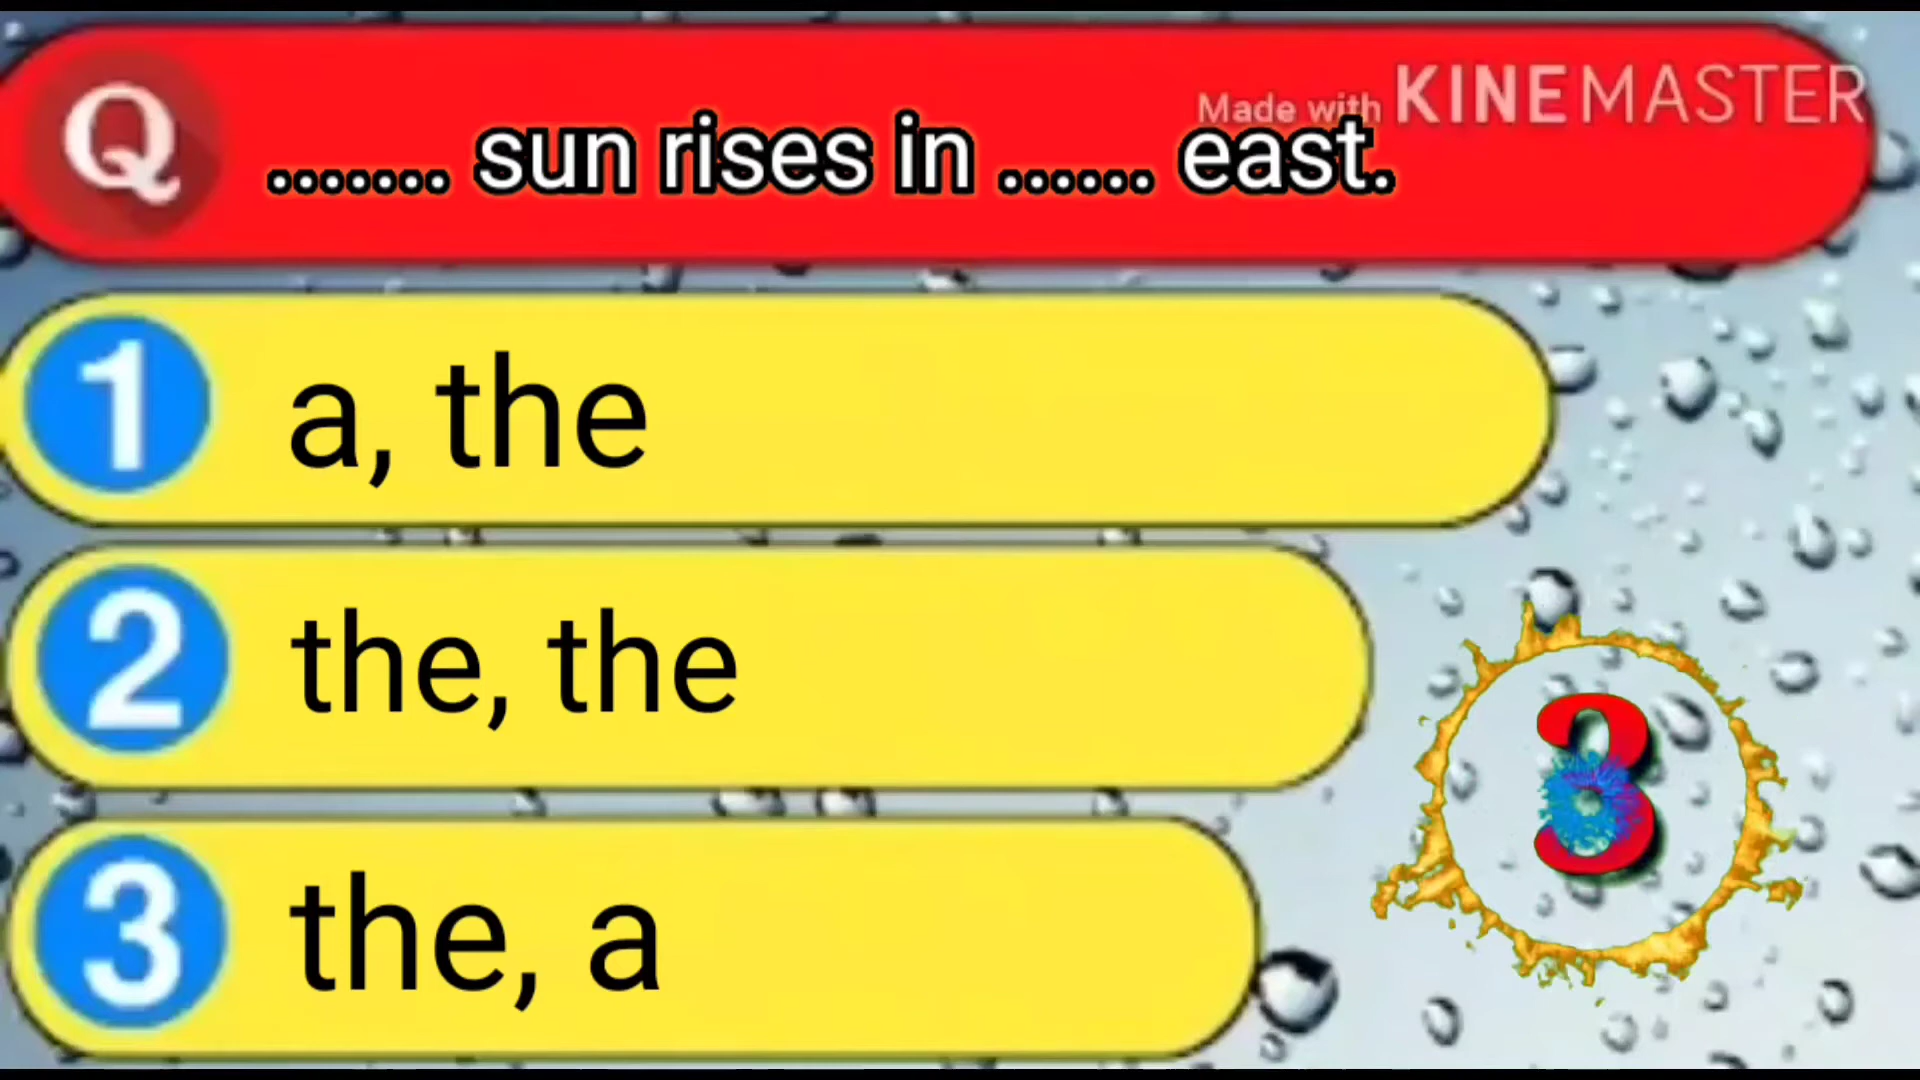 Made with KINEMASTER
Q
....... sun rises in ...... east.
1
a, the
2
the, the
3
the, a
3